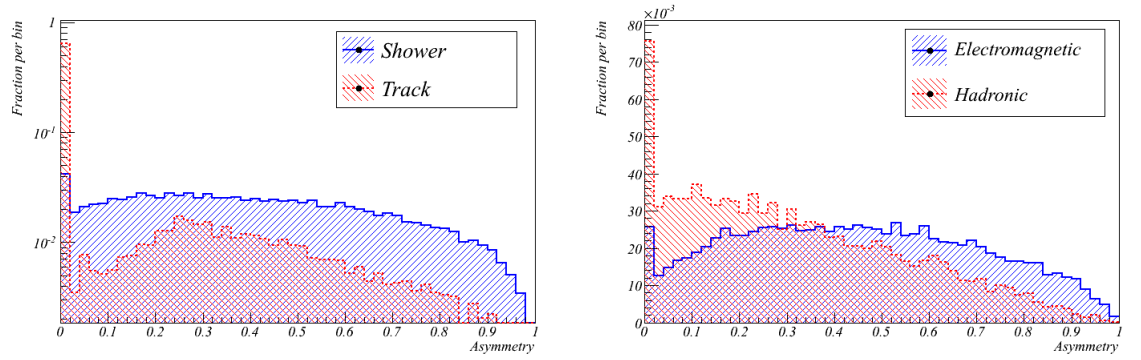 Fraction per bin
1
10⁻¹
10⁻²
Shower
Track
0 0.1 0.2 0.3 0.4 0.5 0.6 0.7 0.8 0.9 1
Asymmetry
Fraction per bin
×10⁻³
80
70
60
50
40
30
20
10
0
Electromagnetic
Hadronic
0 0.1 0.2 0.3 0.4 0.5 0.6 0.7 0.8 0.9 1
Asymmetry